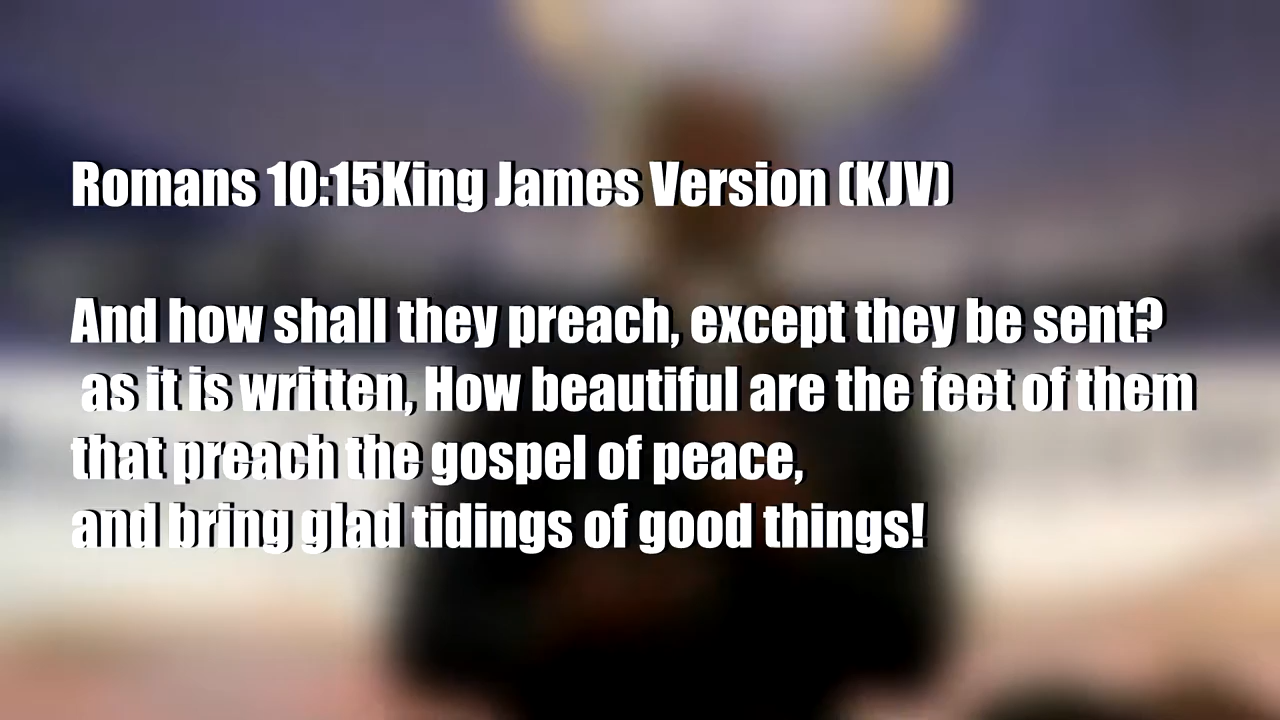 Romans 10:15King James Version (KJV)
And how shall they preach, except they be sent?
as it is written, How beautiful are the feet of them
that preach the gospel of peace,
and bring glad tidings of good things!